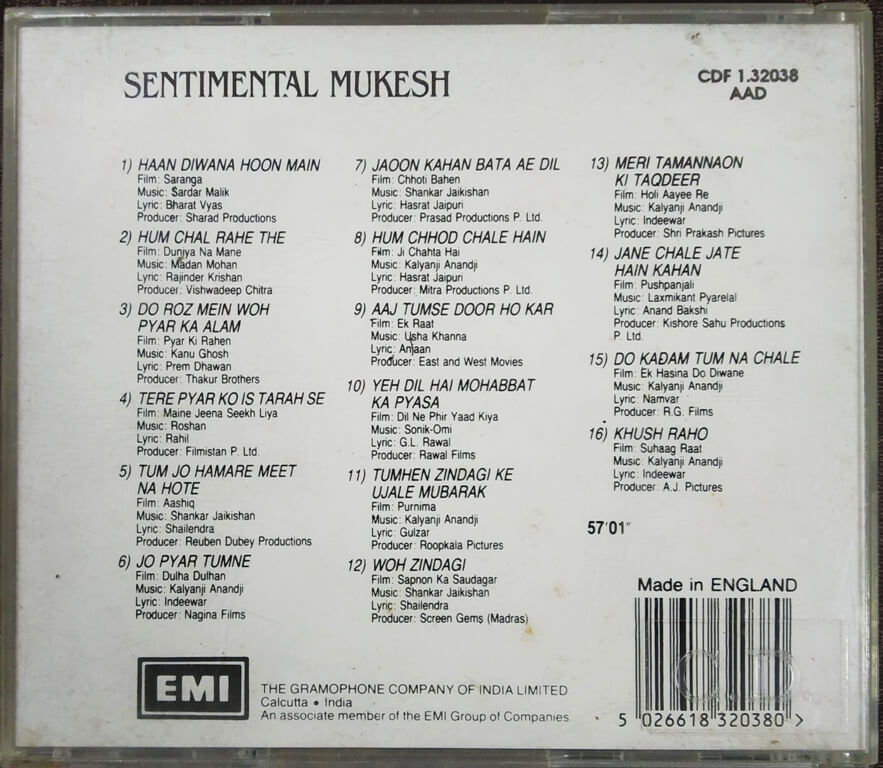 SENTIMENTAL MUKESH
CDF 1.32038
AAD
1) HAAN DIWANA HOON MAIN
Film: Saranga
Music: Sardar Malik
Lyric: Bharat Vyas
Producer: Sharad Productions
2) HUM CHAL RAHE THE
Film: Duniya Na Mane
Music: Madan Mohan
Lyric: Rajinder Krishan
Producer: Vishwadeep Chitra
3) DO ROZ MEIN WOH
PYAR KA ALAM
Film: Pyar Ki Rahen
Music: Kanu Ghosh
Lyric: Prem Dhawan
Producer: Thakur Brothers
4) TERE PYAR KO IS TARAH SE
Film: Maine Jeena Seekh Liya
Music: Roshan
Lyric: Rahil
Producer: Filmistan P. Ltd.
5) TUM JO HAMARE MEET
NA HOTE
Film: Aashiq
Music: Shankar Jaikishan
Lyric: Shailendra
Producer: Reuben Dubey Productions
6) JO PYAR TUMNE
Film: Dulha Dulhan
Music: Kalyanji Anandji
Lyric: Indeewar
Producer: Nagina Films
7) JAOON KAHAN BATA AE DIL
Film: Chhoti Bahen
Music: Shankar Jaikishan
Lyric: Hasrat Jaipuri
Producer: Prasad Productions P. Ltd.
8) HUM CHHOD CHALE HAIN
Film: Ji Chahta Hai
Music: Kalyanji Anandji
Lyric: Hasrat Jaipuri
Producer: Mitra Productions P. Ltd.
9) AAJ TUMSE DOOR HO KAR
Film: Ek Raat
Music: Usha Khanna
Lyric: Anjaan
Producer: East and West Movies
10) YEH DIL HAI MOHABBAT
KA PYASA
Film: Dil Ne Phir Yaad Kiya
Music: Sonik-Omi
Lyric: G.L. Rawal
Producer: Rawal Films
11) TUMHEN ZINDAGI KE
UJALE MUBARAK
Film: Purnima
Music: Kalyanji Anandji
Lyric: Gulzar
Producer: Roopkala Pictures
12) WOH ZINDAGI
Film: Sapnon Ka Saudagar
Music: Shankar Jaikishan
Lyric: Shailendra
Producer: Screen Gems (Madras)
13) MERI TAMANNAON
KI TAQDEER
Film: Holi Aayee Re
Music: Kalyanji Anandji
Lyric: Indeewar
Producer: Shri Prakash Pictures
14) JANE CHALE JATE
HAIN KAHAN
Film: Pushpanjali
Music: Laxmikant Pyarelal
Lyric: Anand Bakshi
Producer: Kishore Sahu Productions
P. Ltd.
15) DO KADAM TUM NA CHALE
Film: Ek Hasina Do Diwane
Music: Kalyanji Anandji
Lyric: Namvar
Producer: R.G. Films
16) KHUSH RAHO
Film: Suhaag Raat
Music: Kalyanji Anandji
Lyric: Indeewar
Producer: A.J. Pictures
57'01"
Made in ENGLAND
EMI
THE GRAMOPHONE COMPANY OF INDIA LIMITED
Calcutta • India
An associate member of the EMI Group of Companies
5 026618 320380 >